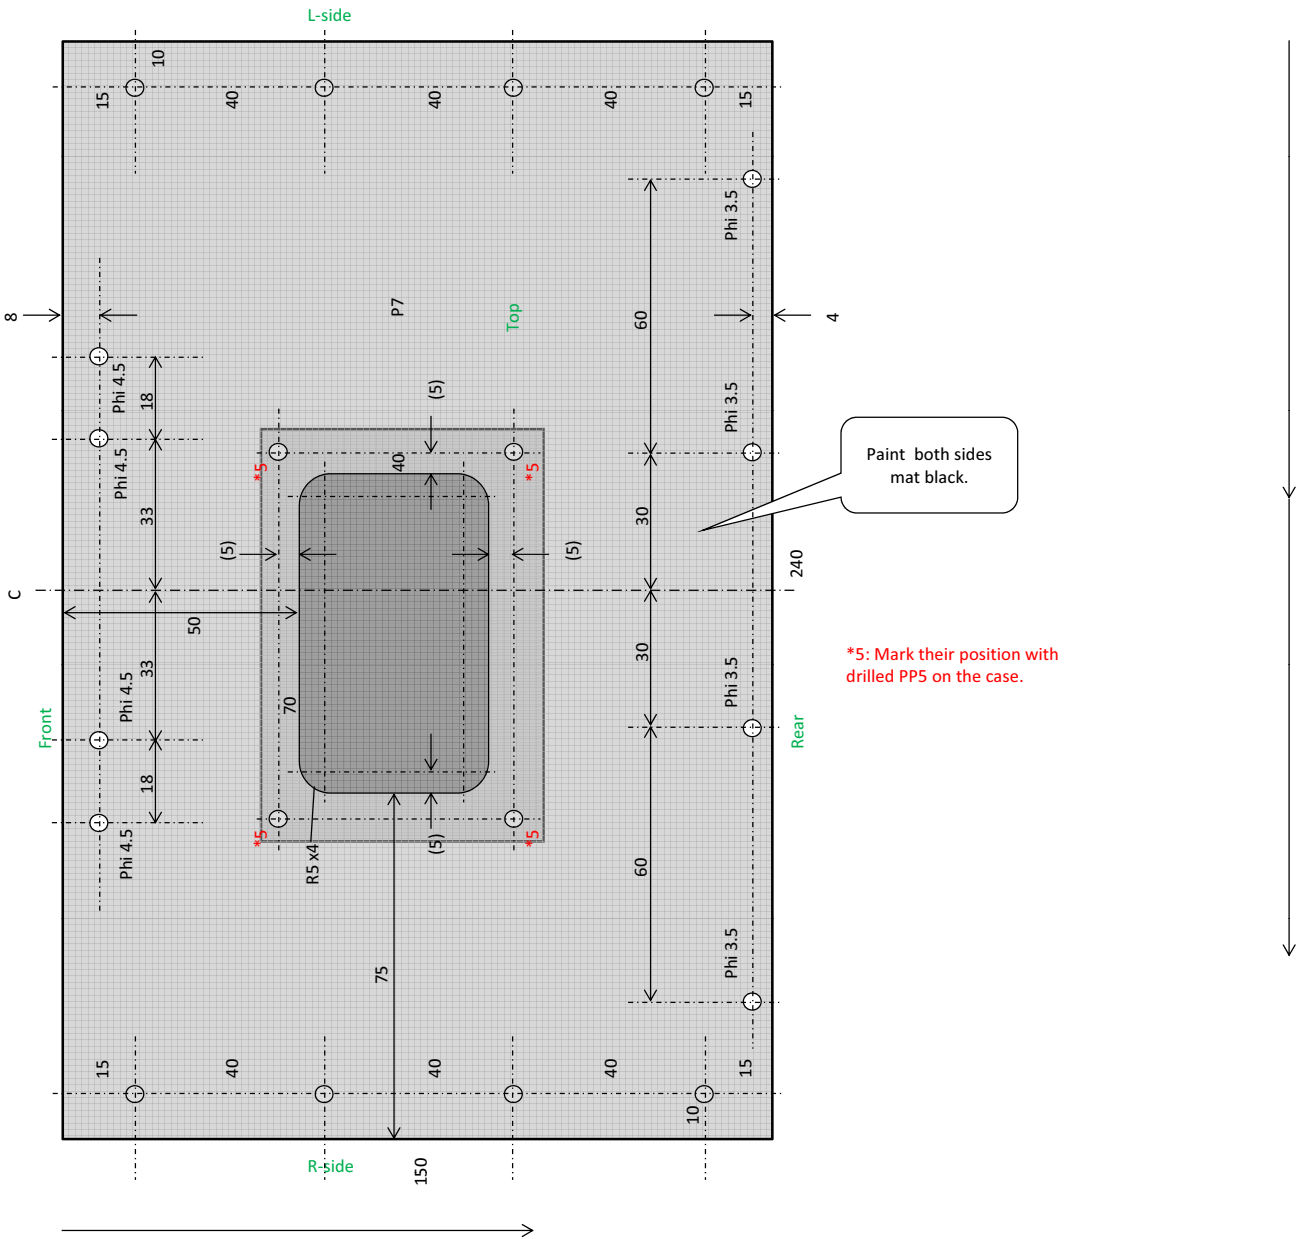 L-side
10
15
40
40
40
15
Phi 3.5
8
P7
Top
60
4
Phi 4.5
18
(5)
Phi 3.5
Phi 4.5
*5
40
*5
Paint both sides
mat black.
33
30
(5)
(5)
240
C
50
33
30
*5: Mark their position with
drilled PP5 on the case.
Phi 4.5
Phi 3.5
70
Front
Rear
18
*5
(5)
*5
Phi 4.5
R5 x4
60
Phi 3.5
75
15
40
40
40
15
10
R-side
150